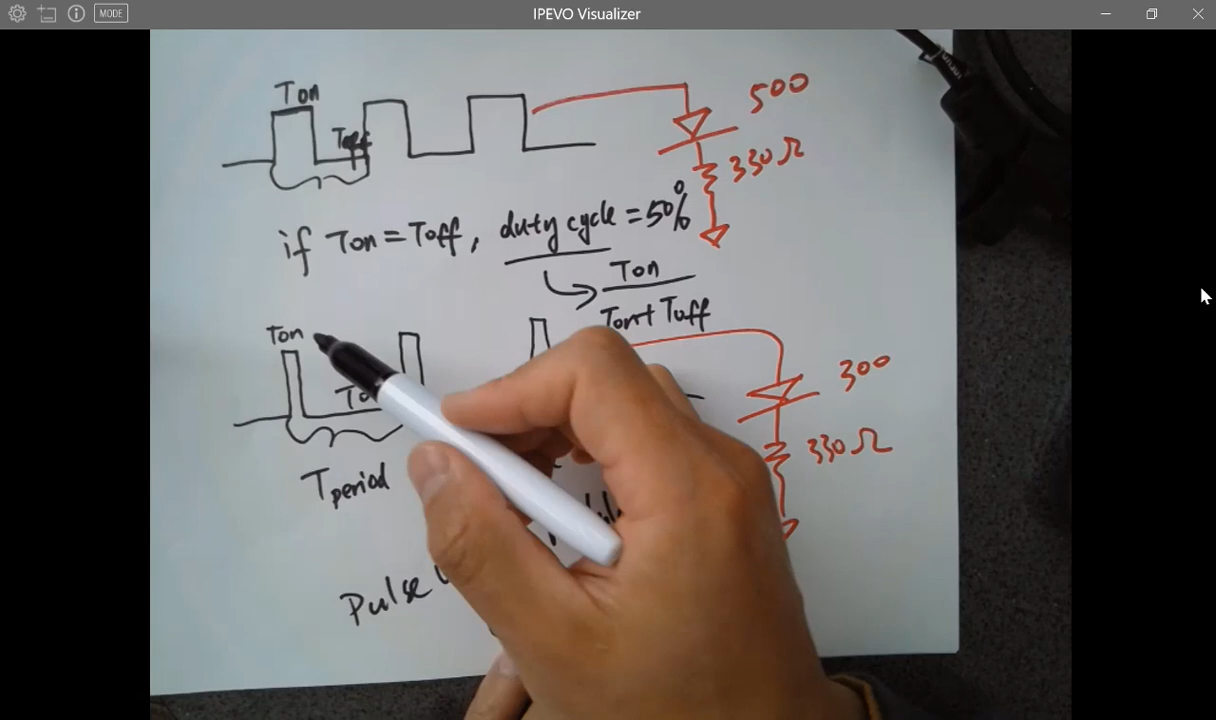 IPEVO Visualizer
MODE
Ton
Toff
500
330Ω
if Ton = Toff, duty cycle = 50%
Ton
Ton + Toff
Ton
300
330Ω
Tperiod
Pulse